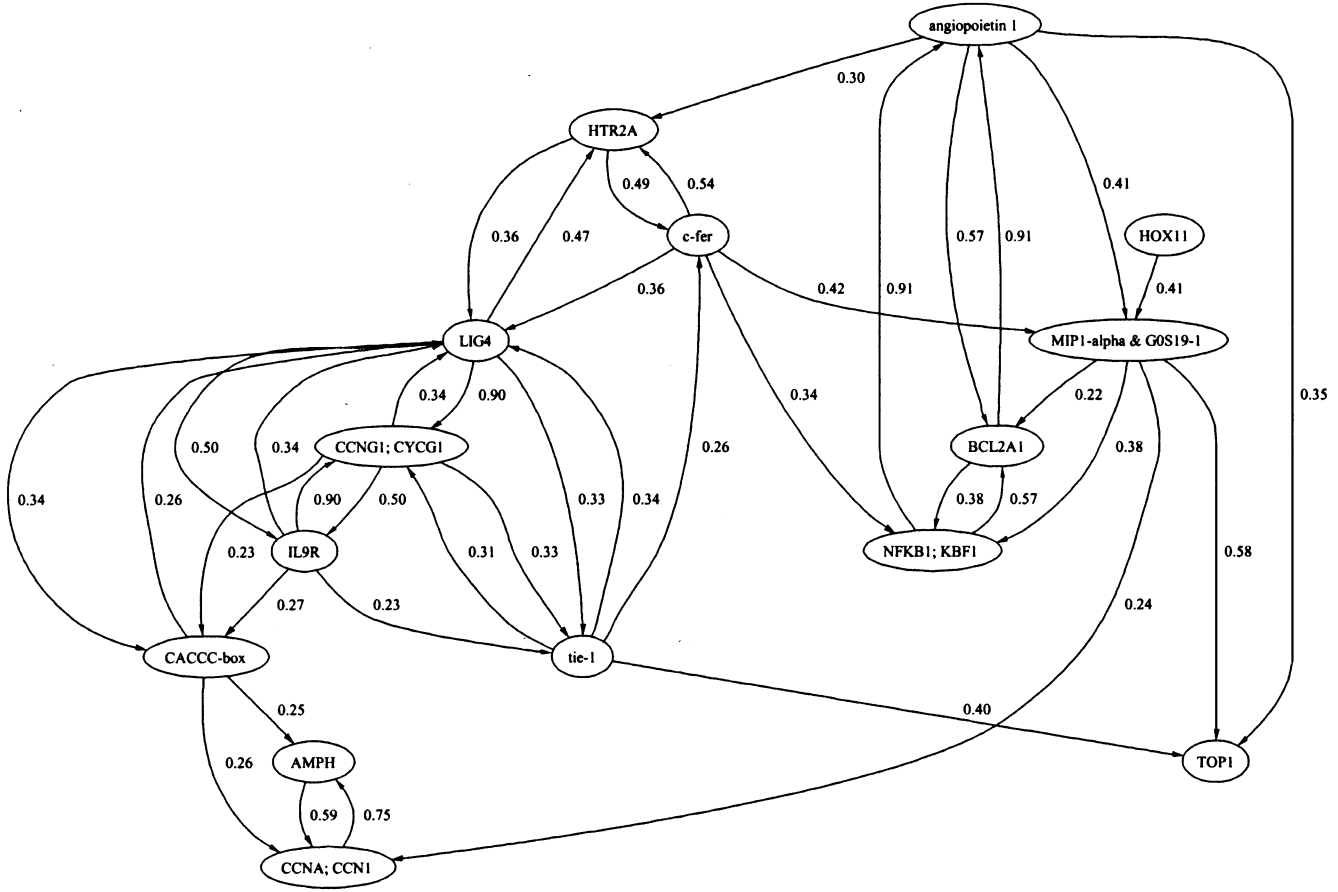 angiopoietin 1
0.30
HTR2A
0.49
0.54
0.41
0.36
0.47
c-fer
0.57
0.91
HOX11
0.36
0.42
0.91
0.41
LIG4
MIP1-alpha & G0S19-1
0.34
0.90
0.34
0.22
0.35
0.50
0.34
CCNG1; CYCG1
0.26
BCL2A1
0.38
0.34
0.26
0.90
0.50
0.33
0.34
0.38
0.57
0.23
IL9R
0.31
0.33
NFKB1; KBF1
0.58
0.27
0.23
0.24
CACCC-box
tie-1
0.25
0.40
0.26
AMPH
TOP1
0.59
0.75
CCNA; CCN1